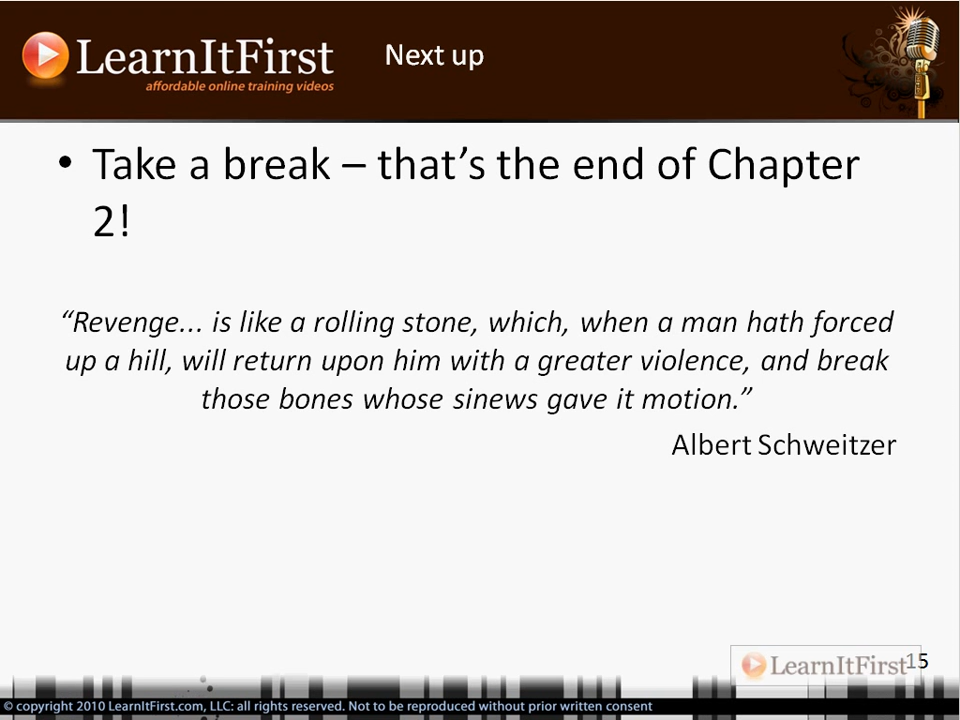 LearnItFirst
affordable online training videos
Next up
• Take a break – that’s the end of Chapter
2!
“Revenge... is like a rolling stone, which, when a man hath forced
up a hill, will return upon him with a greater violence, and break
those bones whose sinews gave it motion.”
Albert Schweitzer
LearnItFirst
15
© copyright 2010 LearnItFirst.com, LLC: all rights reserved. Not to be reproduced without prior written consent